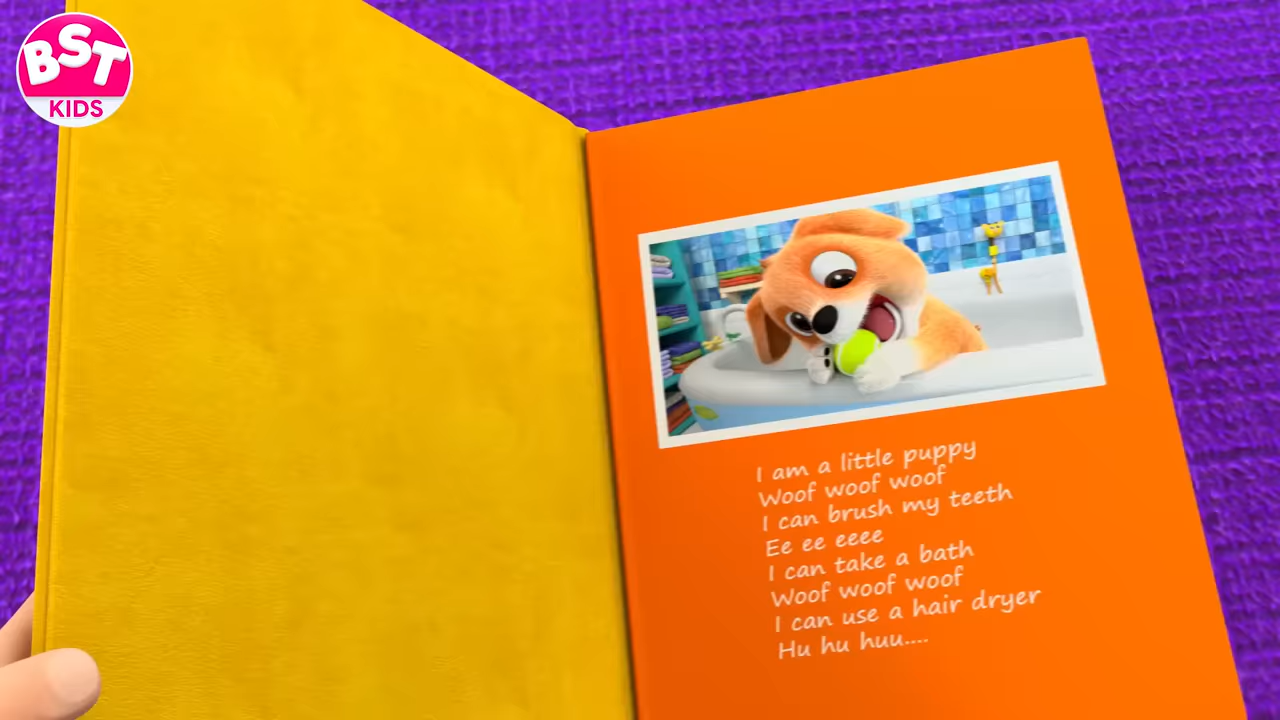 BST
KIDS
I am a little puppy
Woof woof woof
I can brush my teeth
Ee ee eeee
I can take a bath
Woof woof woof
I can use a hair dryer
Hu hu huu....